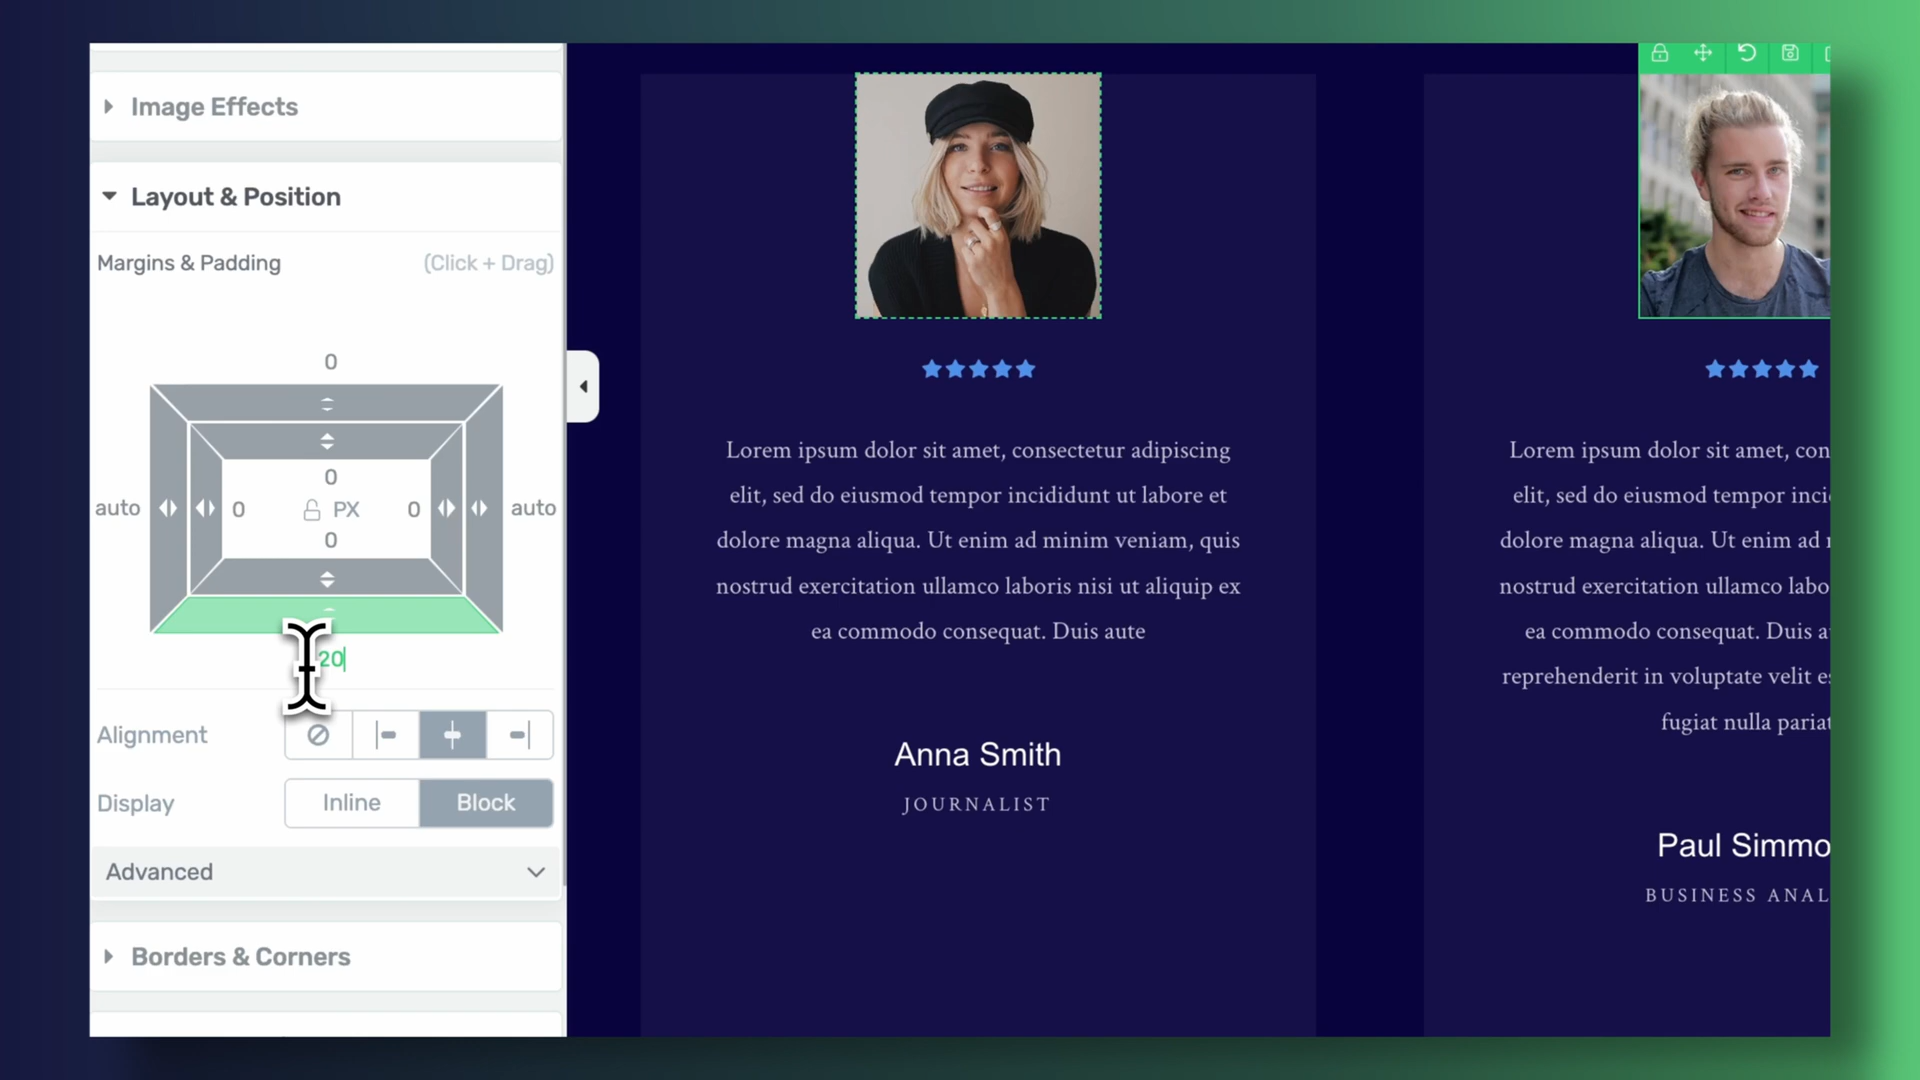 Image Effects
Layout & Position
Margins & Padding
(Click + Drag)
0
0
auto
0
PX
0
auto
0
20
Alignment
Display
Inline
Block
Advanced
Borders & Corners
Lorem ipsum dolor sit amet, consectetur adipiscing
elit, sed do eiusmod tempor incididunt ut labore et
dolore magna aliqua. Ut enim ad minim veniam, quis
nostrud exercitation ullamco laboris nisi ut aliquip ex
ea commodo consequat. Duis aute
Anna Smith
JOURNALIST
Lorem ipsum dolor sit amet, con
elit, sed do eiusmod tempor inci
dolore magna aliqua. Ut enim ad
nostrud exercitation ullamco labo
ea commodo consequat. Duis a
reprehenderit in voluptate velit e
fugiat nulla pariat
Paul Simmo
BUSINESS ANAL